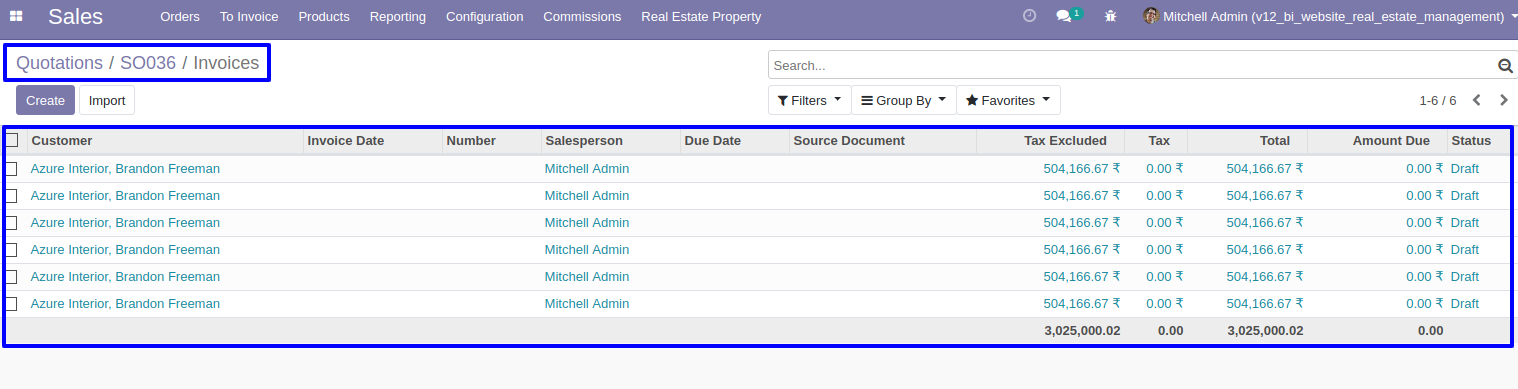 Sales Orders To Invoice Products Reporting Configuration Commissions Real Estate Property 1 Mitchell Admin (v12_bi_website_real_estate_management)
Quotations / SO036 / Invoices
Search...
Create Import Filters Group By Favorites 1-6 / 6
Customer Invoice Date Number Salesperson Due Date Source Document Tax Excluded Tax Total Amount Due Status
Azure Interior, Brandon Freeman Mitchell Admin 504,166.67 ₹ 0.00 ₹ 504,166.67 ₹ 0.00 ₹ Draft
Azure Interior, Brandon Freeman Mitchell Admin 504,166.67 ₹ 0.00 ₹ 504,166.67 ₹ 0.00 ₹ Draft
Azure Interior, Brandon Freeman Mitchell Admin 504,166.67 ₹ 0.00 ₹ 504,166.67 ₹ 0.00 ₹ Draft
Azure Interior, Brandon Freeman Mitchell Admin 504,166.67 ₹ 0.00 ₹ 504,166.67 ₹ 0.00 ₹ Draft
Azure Interior, Brandon Freeman Mitchell Admin 504,166.67 ₹ 0.00 ₹ 504,166.67 ₹ 0.00 ₹ Draft
Azure Interior, Brandon Freeman Mitchell Admin 504,166.67 ₹ 0.00 ₹ 504,166.67 ₹ 0.00 ₹ Draft
3,025,000.02 0.00 3,025,000.02 0.00